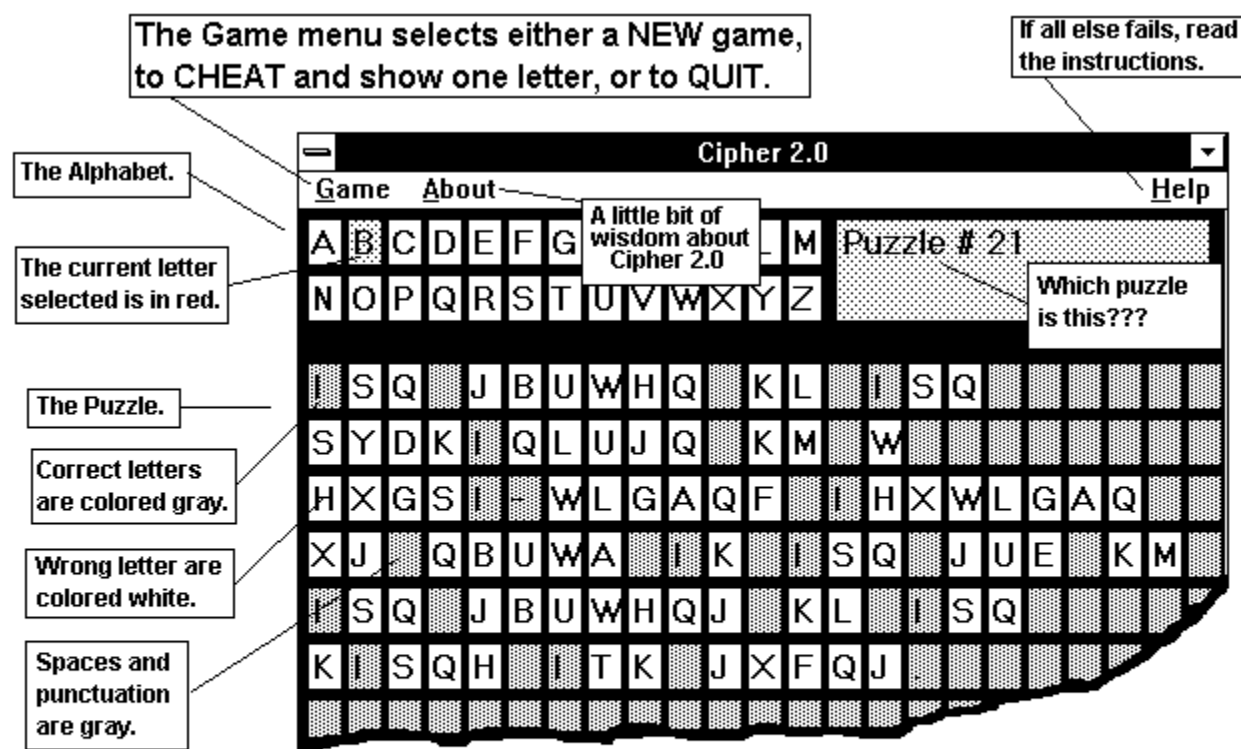 The Game menu selects either a NEW game,
to CHEAT and show one letter, or to QUIT.
If all else fails, read
the instructions.
Cipher 2.0
The Alphabet.
Game About Help
A little bit of
wisdom about
Cipher 2.0
A B C D E F G L M
Puzzle # 21
The current letter
selected is in red.
N O P Q R S T U V W X Y Z
Which puzzle
is this???
The Puzzle.
I S Q J B U W H Q K L I S Q
S Y D K I Q L U J Q K M W
Correct letters
are colored gray.
H X G S I - W L G A Q F I H X W L G A Q
Wrong letter are
colored white.
X J Q B U W A I K I S Q J U E K M
I S Q J B U W H Q J K L I S Q
Spaces and
punctuation
are gray.
K I S Q H I T K J X F Q J .